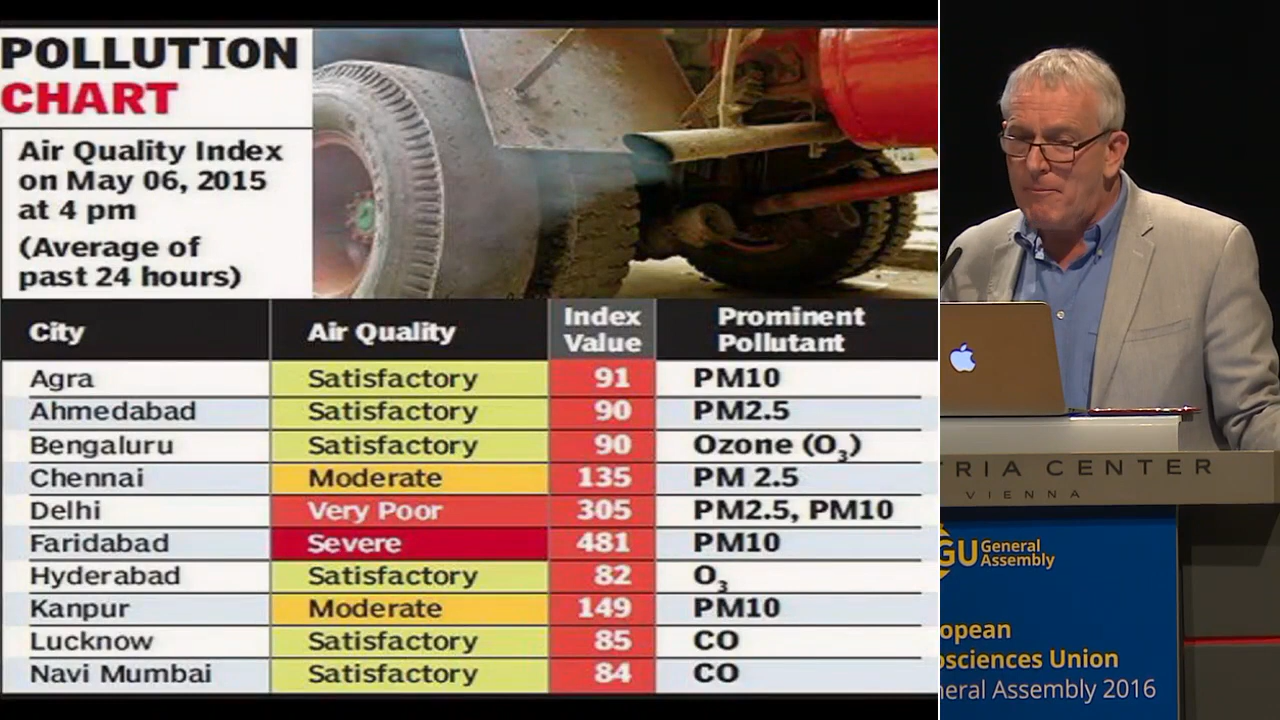 POLLUTION
CHART
Air Quality Index
on May 06, 2015
at 4 pm
(Average of
past 24 hours)
City Air Quality Index Value Prominent Pollutant
Agra Satisfactory 91 PM10
Ahmedabad Satisfactory 90 PM2.5
Bengaluru Satisfactory 90 Ozone (O₃)
Chennai Moderate 135 PM 2.5
Delhi Very Poor 305 PM2.5, PM10
Faridabad Severe 481 PM10
Hyderabad Satisfactory 82 O₃
Kanpur Moderate 149 PM10
Lucknow Satisfactory 85 CO
Navi Mumbai Satisfactory 84 CO
TRIA CENTER
VIENNA
GU General
Assembly
opean
osciences Union
neral Assembly 2016